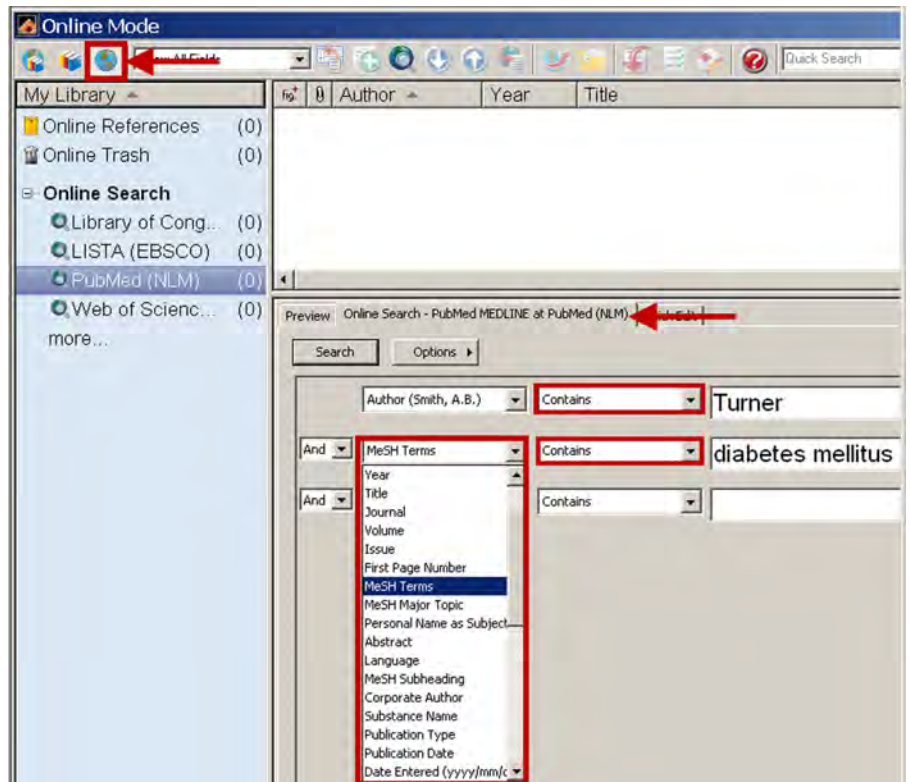 Online Mode
Quick Search
My Library
Author Year Title
Online References (0)
Online Trash (0)
Online Search
Library of Cong... (0)
LISTA (EBSCO) (0)
PubMed (NLM) (0)
Web of Scienc... (0)
more...
Preview Online Search - PubMed MEDLINE at PubMed (NLM)
Search Options
Author (Smith, A.B.) Contains Turner
And MeSH Terms Contains diabetes mellitus
Year
Title
And Contains
Journal
Volume
Issue
First Page Number
MeSH Terms
MeSH Major Topic
Personal Name as Subject
Abstract
Language
MeSH Subheading
Corporate Author
Substance Name
Publication Type
Publication Date
Date Entered (yyyy/mm/c